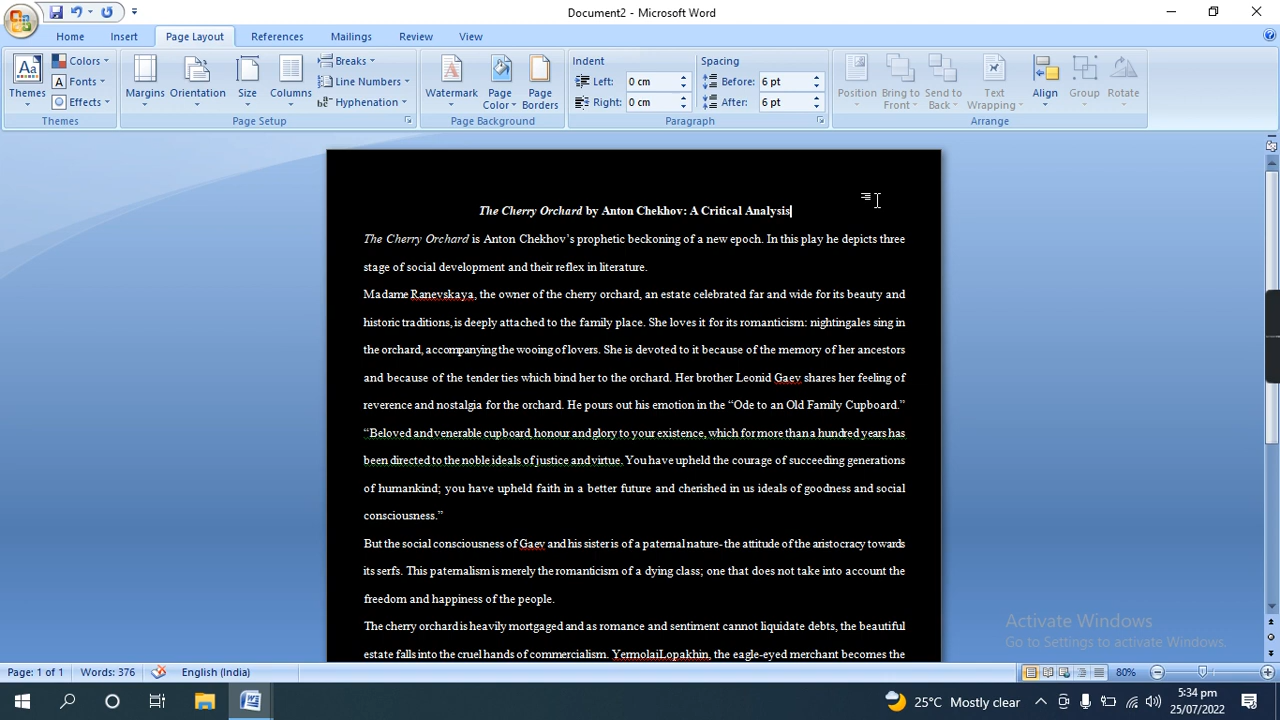 Document2 - Microsoft Word
Home Insert Page Layout References Mailings Review View
Themes
Colors
Fonts
Effects
Themes
Margins
Orientation
Size
Columns
Breaks
Line Numbers
Hyphenation
Page Setup
Watermark
Page Color
Page Borders
Page Background
Indent
Left: 0 cm
Right: 0 cm
Spacing
Before: 6 pt
After: 6 pt
Paragraph
Position
Bring to Front
Send to Back
Text Wrapping
Align
Group
Rotate
Arrange
The Cherry Orchard by Anton Chekhov: A Critical Analysis
The Cherry Orchard is Anton Chekhov’s prophetic beckoning of a new epoch. In this play he depicts three
stage of social development and their reflex in literature.
Madame Ranevskaya, the owner of the cherry orchard, an estate celebrated far and wide for its beauty and
historic traditions, is deeply attached to the family place. She loves it for its romanticism: nightingales sing in
the orchard, accompanying the wooing of lovers. She is devoted to it because of the memory of her ancestors
and because of the tender ties which bind her to the orchard. Her brother Leonid Gaev shares her feeling of
reverence and nostalgia for the orchard. He pours out his emotion in the “Ode to an Old Family Cupboard.”
“Beloved and venerable cupboard, honour and glory to your existence, which for more than a hundred years has
been directed to the noble ideals of justice and virtue. You have upheld the courage of succeeding generations
of humankind; you have upheld faith in a better future and cherished in us ideals of goodness and social
consciousness.”
But the social consciousness of Gaev and his sister is of a paternal nature- the attitude of the aristocracy towards
its serfs. This paternalism is merely the romanticism of a dying class; one that does not take into account the
freedom and happiness of the people.
The cherry orchard is heavily mortgaged and as romance and sentiment cannot liquidate debts, the beautiful
estate falls into the cruel hands of commercialism. YermolaiLopakhin, the eagle-eyed merchant becomes the
Activate Windows
Go to Settings to activate Windows.
Page: 1 of 1 Words: 376 English (India) 80%
25°C Mostly clear
5:34 pm
25/07/2022